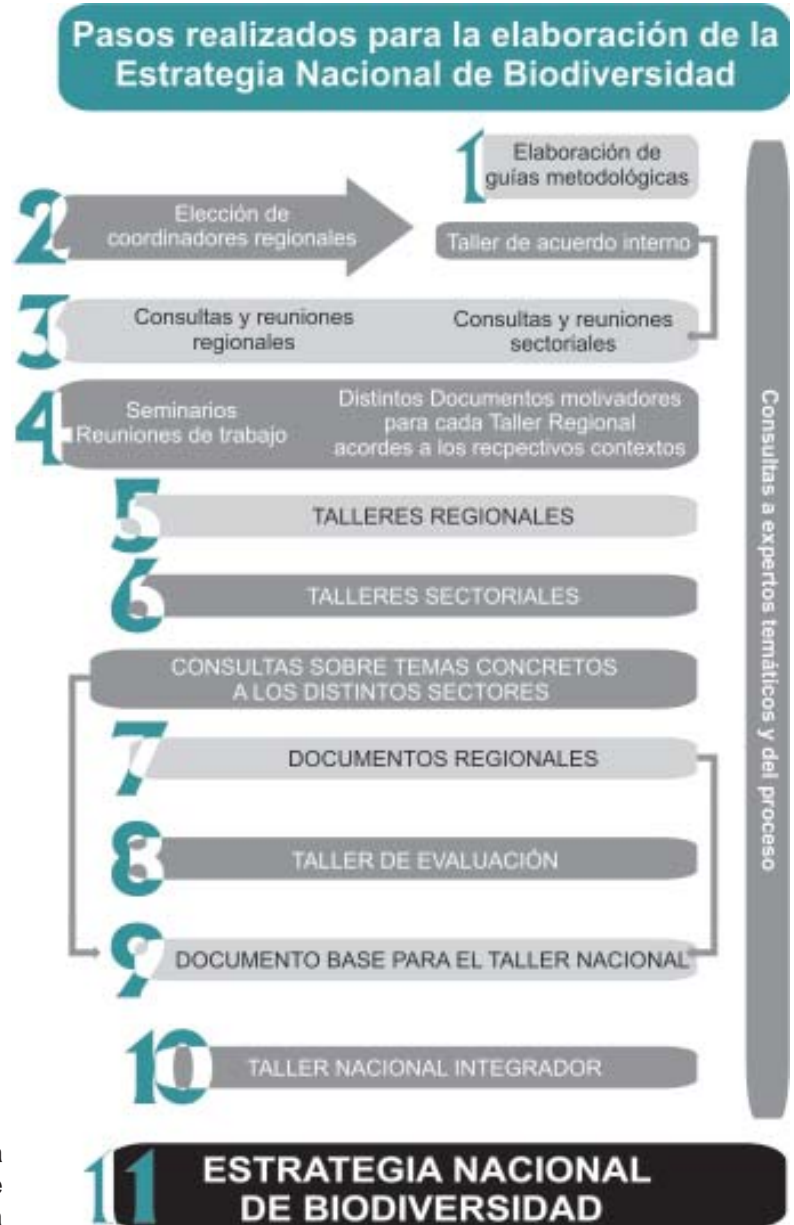 Pasos realizados para la elaboración de la
Estrategia Nacional de Biodiversidad
1
Elaboración de
guías metodológicas
2
Elección de
coordinadores regionales
Taller de acuerdo interno
3
Consultas y reuniones
regionales
Consultas y reuniones
sectoriales
4
Seminarios
Reuniones de trabajo
Distintos Documentos motivadores
para cada Taller Regional
acordes a los recpectivos contextos
5
TALLERES REGIONALES
6
TALLERES SECTORIALES
CONSULTAS SOBRE TEMAS CONCRETOS
A LOS DISTINTOS SECTORES
7
DOCUMENTOS REGIONALES
8
TALLER DE EVALUACIÓN
9
DOCUMENTO BASE PARA EL TALLER NACIONAL
10
TALLER NACIONAL INTEGRADOR
11
ESTRATEGIA NACIONAL
DE BIODIVERSIDAD
Consultas a expertos temáticos y del proceso